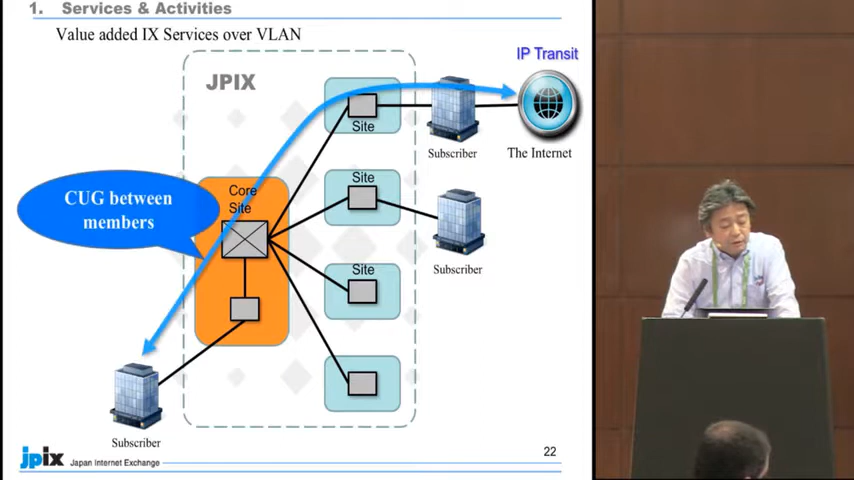 1. Services & Activities
Value added IX Services over VLAN
IP Transit
JPIX
Site
Subscriber
The Internet
CUG between
members
Core
Site
Site
Subscriber
Site
Subscriber
jpix Japan Internet Exchange
22